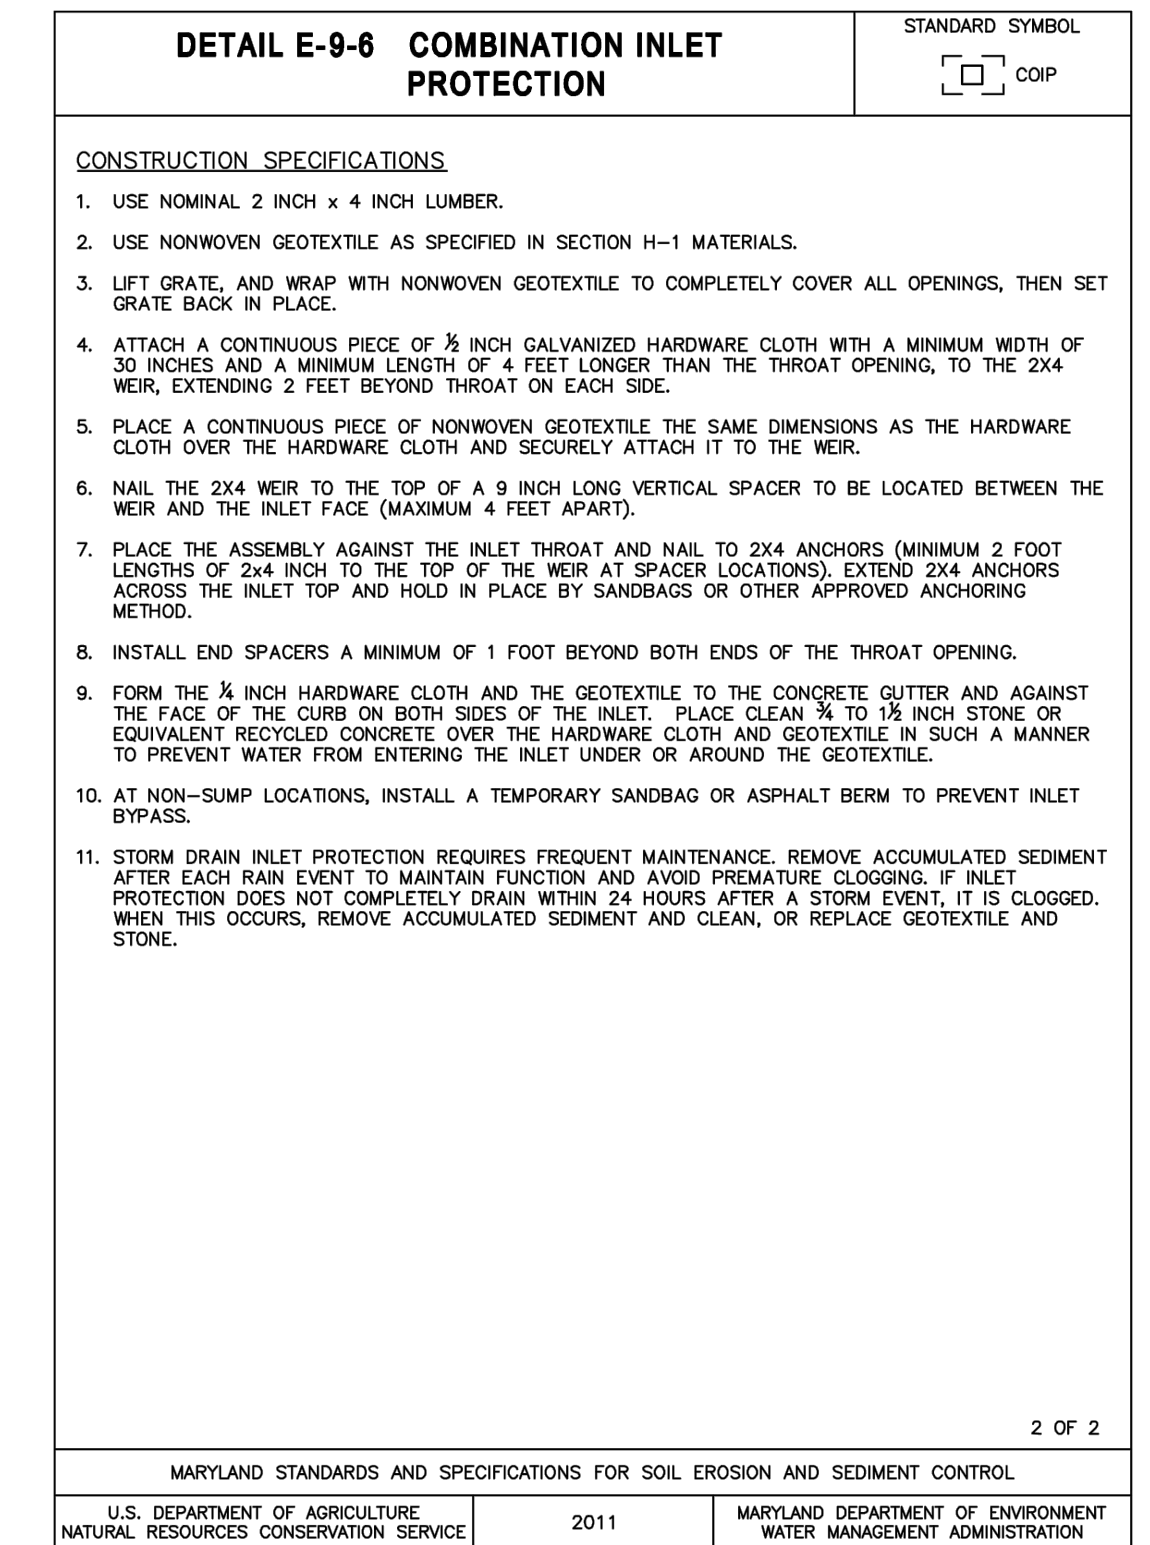 DETAIL E-9-6 COMBINATION INLET
PROTECTION
STANDARD SYMBOL
COIP
CONSTRUCTION SPECIFICATIONS
1. USE NOMINAL 2 INCH x 4 INCH LUMBER.
2. USE NONWOVEN GEOTEXTILE AS SPECIFIED IN SECTION H-1 MATERIALS.
3. LIFT GRATE, AND WRAP WITH NONWOVEN GEOTEXTILE TO COMPLETELY COVER ALL OPENINGS, THEN SET
GRATE BACK IN PLACE.
4. ATTACH A CONTINUOUS PIECE OF ½ INCH GALVANIZED HARDWARE CLOTH WITH A MINIMUM WIDTH OF
30 INCHES AND A MINIMUM LENGTH OF 4 FEET LONGER THAN THE THROAT OPENING, TO THE 2X4
WEIR, EXTENDING 2 FEET BEYOND THROAT ON EACH SIDE.
5. PLACE A CONTINUOUS PIECE OF NONWOVEN GEOTEXTILE THE SAME DIMENSIONS AS THE HARDWARE
CLOTH OVER THE HARDWARE CLOTH AND SECURELY ATTACH IT TO THE WEIR.
6. NAIL THE 2X4 WEIR TO THE TOP OF A 9 INCH LONG VERTICAL SPACER TO BE LOCATED BETWEEN THE
WEIR AND THE INLET FACE (MAXIMUM 4 FEET APART).
7. PLACE THE ASSEMBLY AGAINST THE INLET THROAT AND NAIL TO 2X4 ANCHORS (MINIMUM 2 FOOT
LENGTHS OF 2x4 INCH TO THE TOP OF THE WEIR AT SPACER LOCATIONS). EXTEND 2X4 ANCHORS
ACROSS THE INLET TOP AND HOLD IN PLACE BY SANDBAGS OR OTHER APPROVED ANCHORING
METHOD.
8. INSTALL END SPACERS A MINIMUM OF 1 FOOT BEYOND BOTH ENDS OF THE THROAT OPENING.
9. FORM THE ¼ INCH HARDWARE CLOTH AND THE GEOTEXTILE TO THE CONCRETE GUTTER AND AGAINST
THE FACE OF THE CURB ON BOTH SIDES OF THE INLET. PLACE CLEAN ¾ TO 1½ INCH STONE OR
EQUIVALENT RECYCLED CONCRETE OVER THE HARDWARE CLOTH AND GEOTEXTILE IN SUCH A MANNER
TO PREVENT WATER FROM ENTERING THE INLET UNDER OR AROUND THE GEOTEXTILE.
10. AT NON-SUMP LOCATIONS, INSTALL A TEMPORARY SANDBAG OR ASPHALT BERM TO PREVENT INLET
BYPASS.
11. STORM DRAIN INLET PROTECTION REQUIRES FREQUENT MAINTENANCE. REMOVE ACCUMULATED SEDIMENT
AFTER EACH RAIN EVENT TO MAINTAIN FUNCTION AND AVOID PREMATURE CLOGGING. IF INLET
PROTECTION DOES NOT COMPLETELY DRAIN WITHIN 24 HOURS AFTER A STORM EVENT, IT IS CLOGGED.
WHEN THIS OCCURS, REMOVE ACCUMULATED SEDIMENT AND CLEAN, OR REPLACE GEOTEXTILE AND
STONE.
2 OF 2
MARYLAND STANDARDS AND SPECIFICATIONS FOR SOIL EROSION AND SEDIMENT CONTROL
U.S. DEPARTMENT OF AGRICULTURE
NATURAL RESOURCES CONSERVATION SERVICE
2011
MARYLAND DEPARTMENT OF ENVIRONMENT
WATER MANAGEMENT ADMINISTRATION